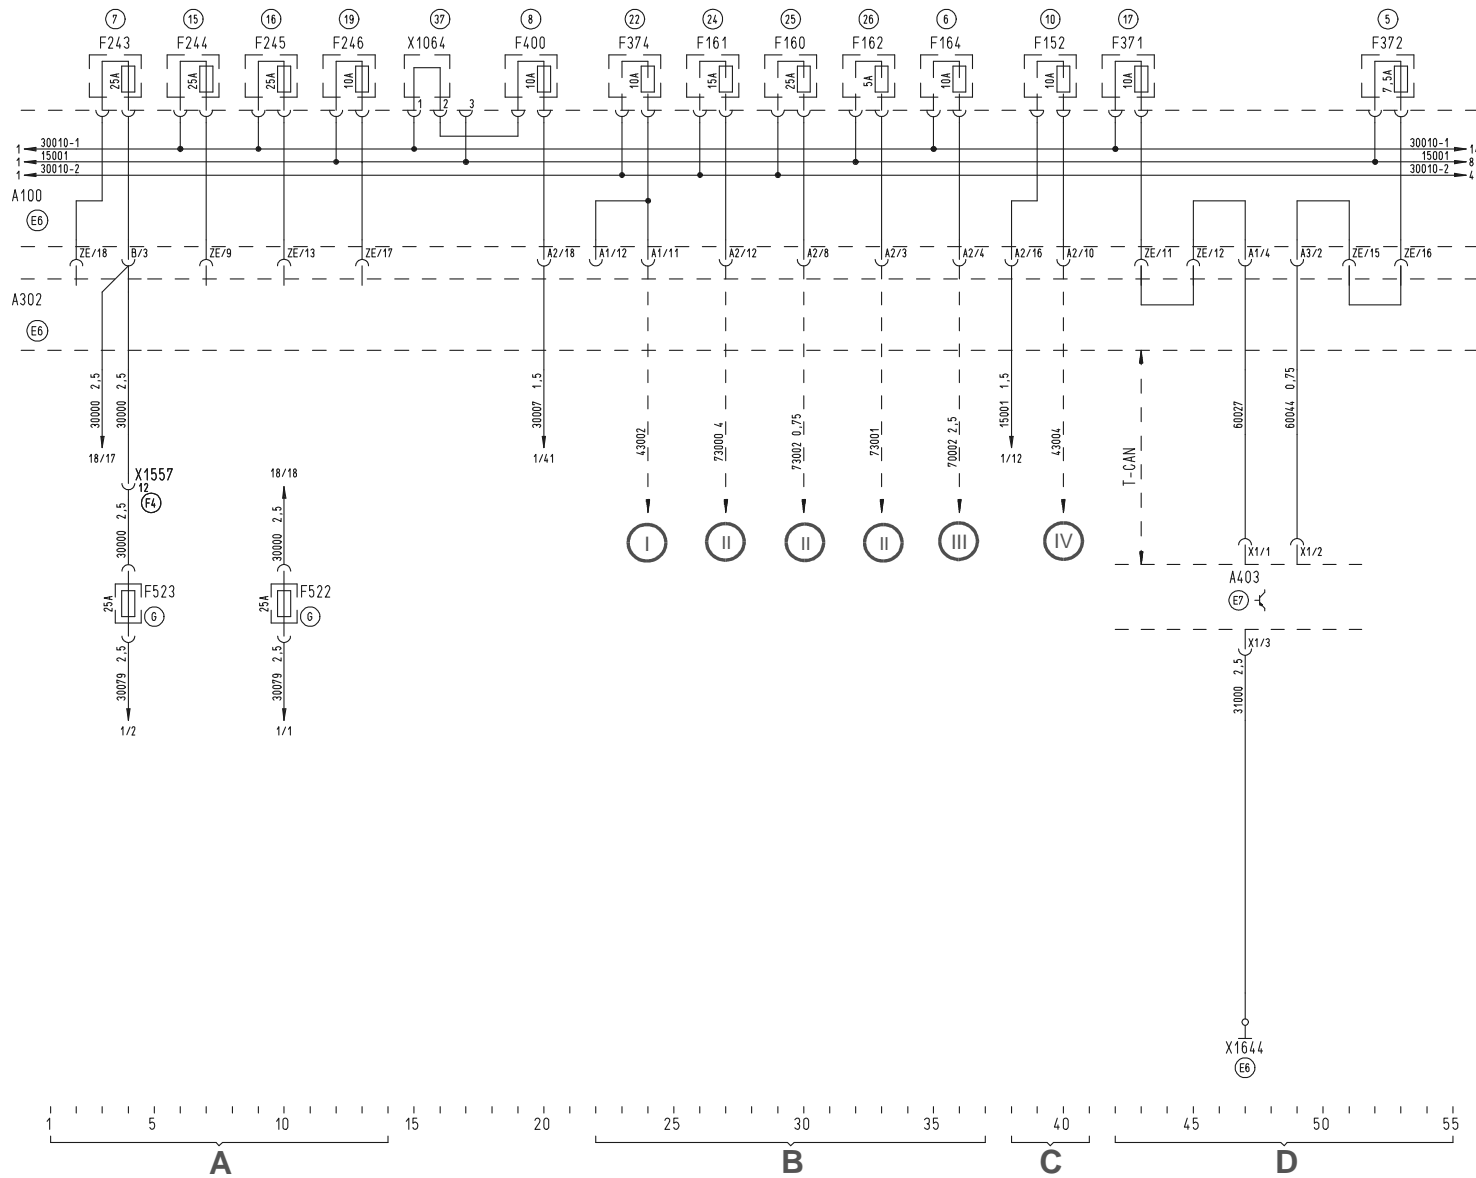 7 15 16 19 37 8 22 24 25 26 6 10 17 5
F243 F244 F245 F246 X1064 F400 F374 F161 F160 F162 F164 F152 F371 F372
25A 25A 25A 10A 10A 10A 15A 25A 5A 10A 10A 10A 7,5A
1 2 3
1 30010-1 30010-1
1 15001 15001 8
1 30010-2 30010-2 4
A100
E6
ZE/18 B/3 ZE/9 ZE/13 ZE/17 A2/18 A1/12 A1/11 A2/12 A2/8 A2/3 A2/4 A2/16 A2/10 ZE/11 ZE/12 A1/4 A3/2 ZE/15 ZE/16
A302
E6
30000 2,5
30000 2,5
30007 1,5
43002
73000 4
73002 0,75
73001
70002 2,5
15001 1,5
43004
T-CAN
60027
60044 0,75
18/17 1/41 1/12
X1557
12
F4
18/18
30000 2,5
30000 2,5
I II II II III IV
X1/1 X1/2
A403
E7
F523
25A
G
F522
25A
G
X1/3
30079 2,5
30079 2,5
31000 2,5
1/2 1/1
X1644
E6
1 5 10 15 20 25 30 35 40 45 50 55
A B C D